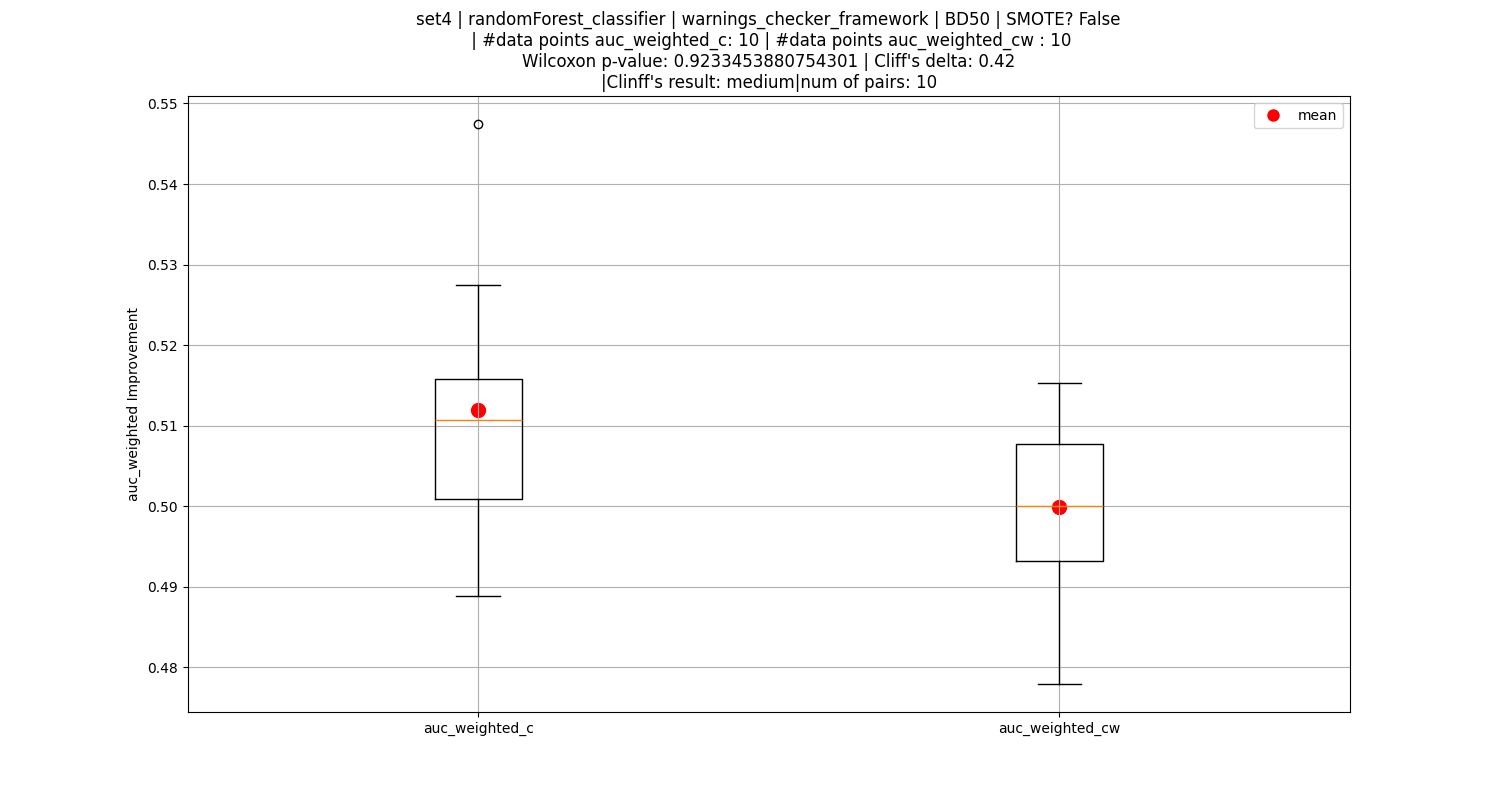 set4 | randomForest_classifier | warnings_checker_framework | BD50 | SMOTE? False
| #data points auc_weighted_c: 10 | #data points auc_weighted_cw : 10
Wilcoxon p-value: 0.9233453880754301 | Cliff's delta: 0.42
|Clinff's result: medium|num of pairs: 10
mean
auc_weighted Improvement
0.55
0.54
0.53
0.52
0.51
0.50
0.49
0.48
auc_weighted_c
auc_weighted_cw